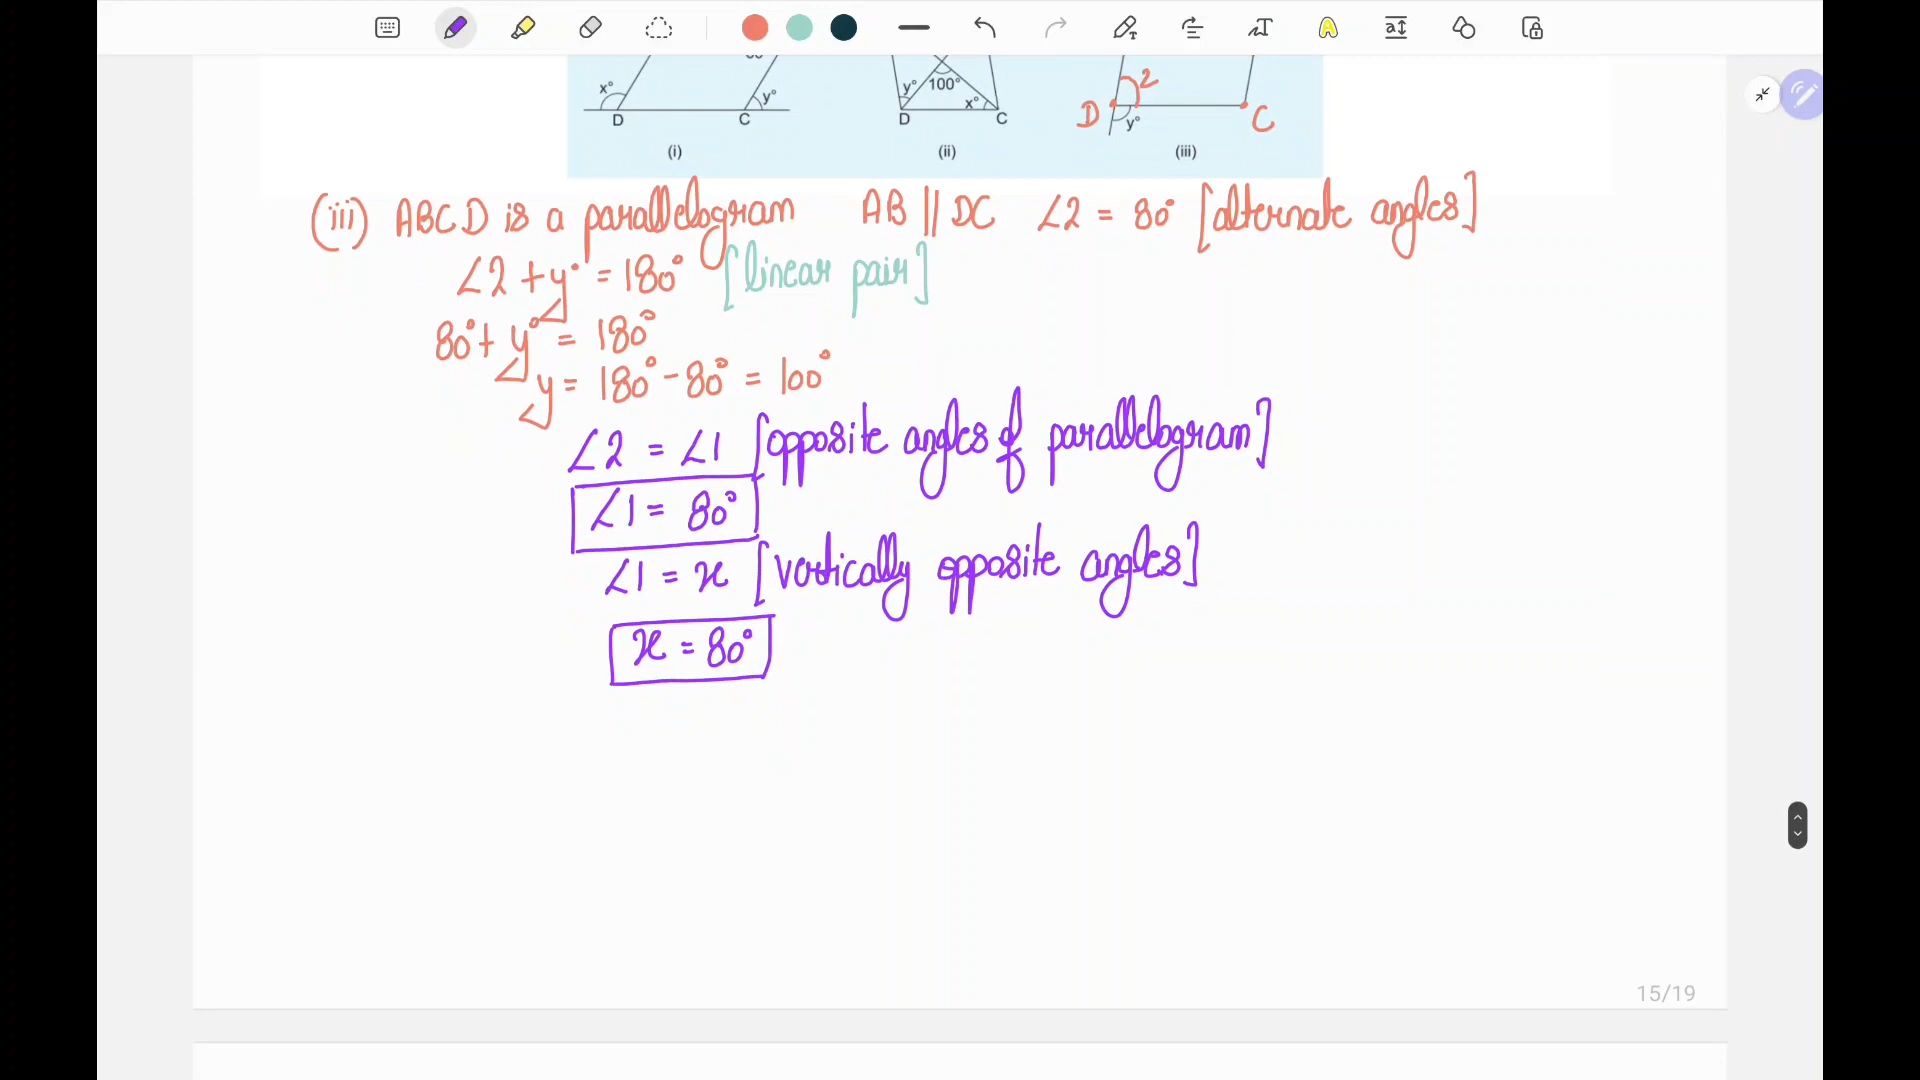 x° y° D C (i)
y° 100° x° D C (ii)
2 D y° C (iii)
(iii) ABCD is a parallelogram AB || DC ∠2 = 80° [alternate angles]
∠2 + y° = 180° [linear pair]
80° + ∠y° = 180°
∠y = 180° - 80° = 100°
∠2 = ∠1 [opposite angles of parallelogram]
∠1 = 80°
∠1 = x [vertically opposite angles]
x = 80°
15/19